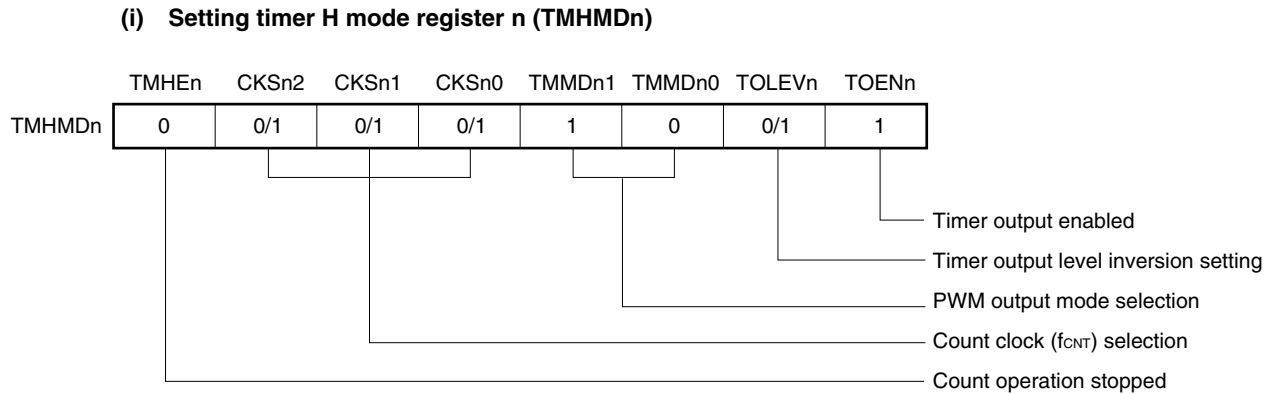 (i) Setting timer H mode register n (TMHMDn)
TMHEn CKSn2 CKSn1 CKSn0 TMMDn1 TMMDn0 TOLEVn TOENn
TMHMDn 0 0/1 0/1 0/1 1 0 0/1 1
Timer output enabled
Timer output level inversion setting
PWM output mode selection
Count clock (fCNT) selection
Count operation stopped